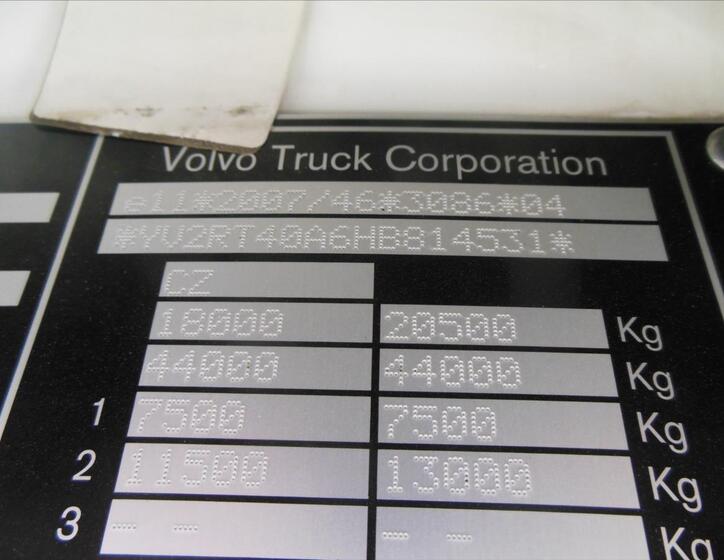 Volvo Truck Corporation
e11*2007/46*3086*04
*YV2RT40A6HB814531*
CZ
18000 20500 Kg
44000 44000 Kg
1 7500 7500 Kg
2 11500 13000 Kg
3 — — — — Kg